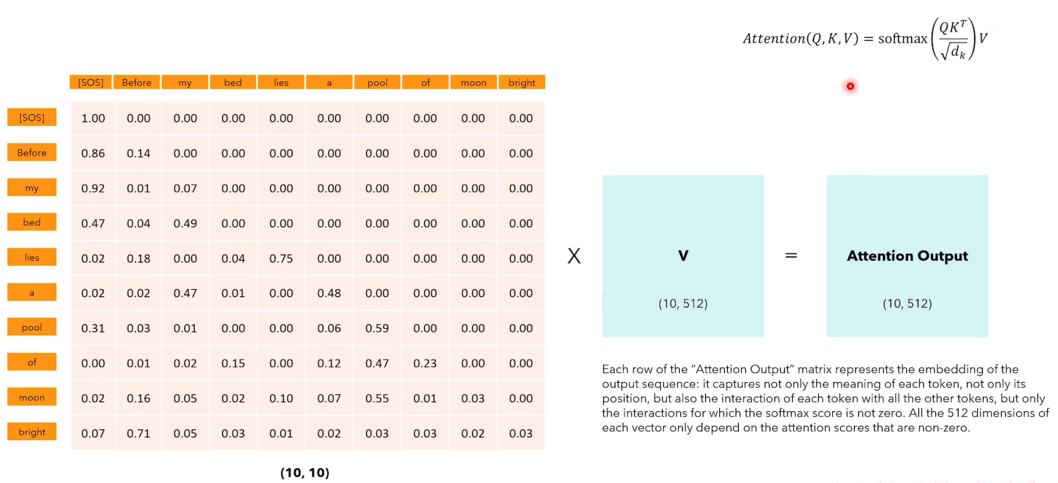 Attention(Q, K, V) = softmax(QK^T / √d_k)V
[SOS] Before my bed lies a pool of moon bright
[SOS] 1.00 0.00 0.00 0.00 0.00 0.00 0.00 0.00 0.00 0.00
Before 0.86 0.14 0.00 0.00 0.00 0.00 0.00 0.00 0.00 0.00
my 0.92 0.01 0.07 0.00 0.00 0.00 0.00 0.00 0.00 0.00
bed 0.47 0.04 0.49 0.00 0.00 0.00 0.00 0.00 0.00 0.00
lies 0.02 0.18 0.00 0.04 0.75 0.00 0.00 0.00 0.00 0.00
a 0.02 0.02 0.47 0.01 0.00 0.48 0.00 0.00 0.00 0.00
pool 0.31 0.03 0.01 0.00 0.00 0.06 0.59 0.00 0.00 0.00
of 0.00 0.01 0.02 0.15 0.00 0.12 0.47 0.23 0.00 0.00
moon 0.02 0.16 0.05 0.02 0.10 0.07 0.55 0.01 0.03 0.00
bright 0.07 0.71 0.05 0.03 0.01 0.02 0.03 0.03 0.02 0.03
(10, 10)
X
V
(10, 512)
=
Attention Output
(10, 512)
Each row of the “Attention Output” matrix represents the embedding of the
output sequence: it captures not only the meaning of each token, not only its
position, but also the interaction of each token with all the other tokens, but only
the interactions for which the softmax score is not zero. All the 512 dimensions of
each vector only depend on the attention scores that are non-zero.